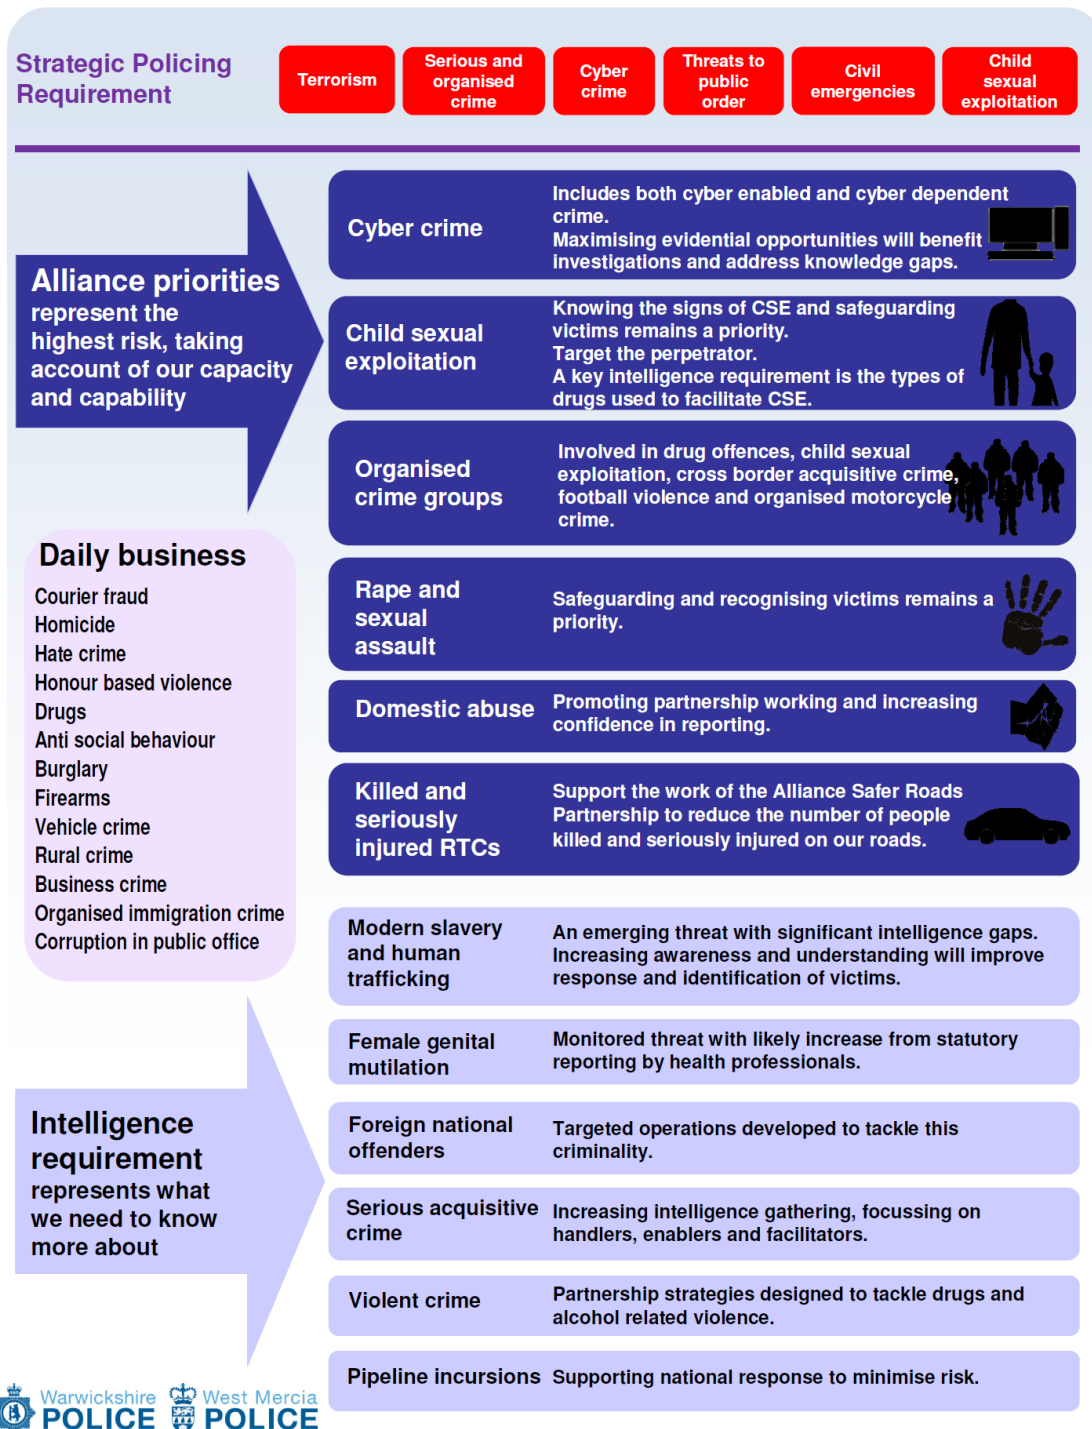 Strategic Policing
Requirement
Terrorism
Serious and
organised
crime
Cyber
crime
Threats to
public
order
Civil
emergencies
Child
sexual
exploitation
Alliance priorities
represent the
highest risk, taking
account of our capacity
and capability
Cyber crime
Includes both cyber enabled and cyber dependent
crime.
Maximising evidential opportunities will benefit
investigations and address knowledge gaps.
Child sexual
exploitation
Knowing the signs of CSE and safeguarding
victims remains a priority.
Target the perpetrator.
A key intelligence requirement is the types of
drugs used to facilitate CSE.
Organised
crime groups
Involved in drug offences, child sexual
exploitation, cross border acquisitive crime,
football violence and organised motorcycle
crime.
Rape and
sexual
assault
Safeguarding and recognising victims remains a
priority.
Domestic abuse
Promoting partnership working and increasing
confidence in reporting.
Killed and
seriously
injured RTCs
Support the work of the Alliance Safer Roads
Partnership to reduce the number of people
killed and seriously injured on our roads.
Daily business
Courier fraud
Homicide
Hate crime
Honour based violence
Drugs
Anti social behaviour
Burglary
Firearms
Vehicle crime
Rural crime
Business crime
Organised immigration crime
Corruption in public office
Intelligence
requirement
represents what
we need to know
more about
Modern slavery
and human
trafficking
An emerging threat with significant intelligence gaps.
Increasing awareness and understanding will improve
response and identification of victims.
Female genital
mutilation
Monitored threat with likely increase from statutory
reporting by health professionals.
Foreign national
offenders
Targeted operations developed to tackle this
criminality.
Serious acquisitive
crime
Increasing intelligence gathering, focussing on
handlers, enablers and facilitators.
Violent crime
Partnership strategies designed to tackle drugs and
alcohol related violence.
Pipeline incursions
Supporting national response to minimise risk.
Warwickshire
POLICE
West Mercia
POLICE